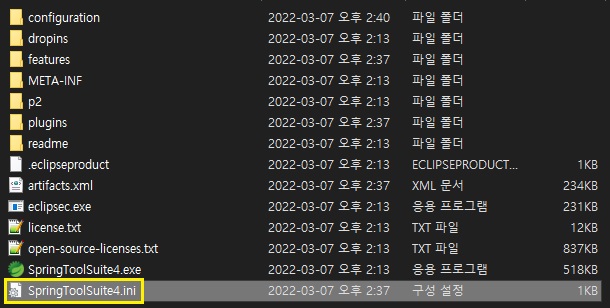 configuration 2022-03-07 오후 2:40 파일 폴더
dropins 2022-03-07 오후 2:13 파일 폴더
features 2022-03-07 오후 2:37 파일 폴더
META-INF 2022-03-07 오후 2:13 파일 폴더
p2 2022-03-07 오후 2:13 파일 폴더
plugins 2022-03-07 오후 2:37 파일 폴더
readme 2022-03-07 오후 2:13 파일 폴더
.eclipseproduct 2022-03-07 오후 2:13 ECLIPSEPRODUCT... 1KB
artifacts.xml 2022-03-07 오후 2:37 XML 문서 234KB
eclipsec.exe 2022-03-07 오후 2:13 응용 프로그램 231KB
license.txt 2022-03-07 오후 2:13 TXT 파일 12KB
open-source-licenses.txt 2022-03-07 오후 2:13 TXT 파일 837KB
SpringToolSuite4.exe 2022-03-07 오후 2:13 응용 프로그램 518KB
SpringToolSuite4.ini 2022-03-07 오후 2:37 구성 설정 1KB